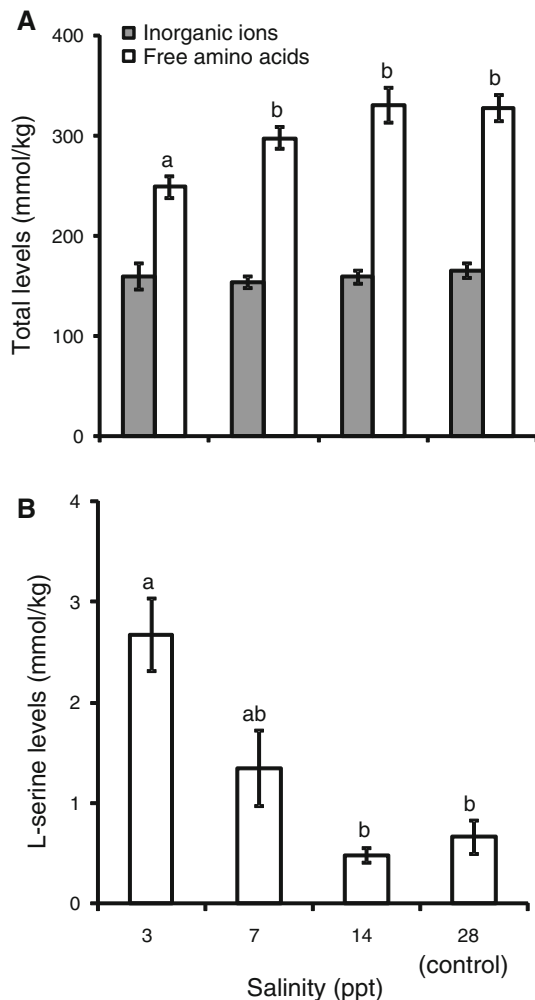 A
Inorganic ions
Free amino acids
Total levels (mmol/kg)
400
300
200
100
0
a
b
b
b
B
L-serine levels (mmol/kg)
4
3
2
1
0
a
ab
b
b
3 7 14 28
(control)
Salinity (ppt)